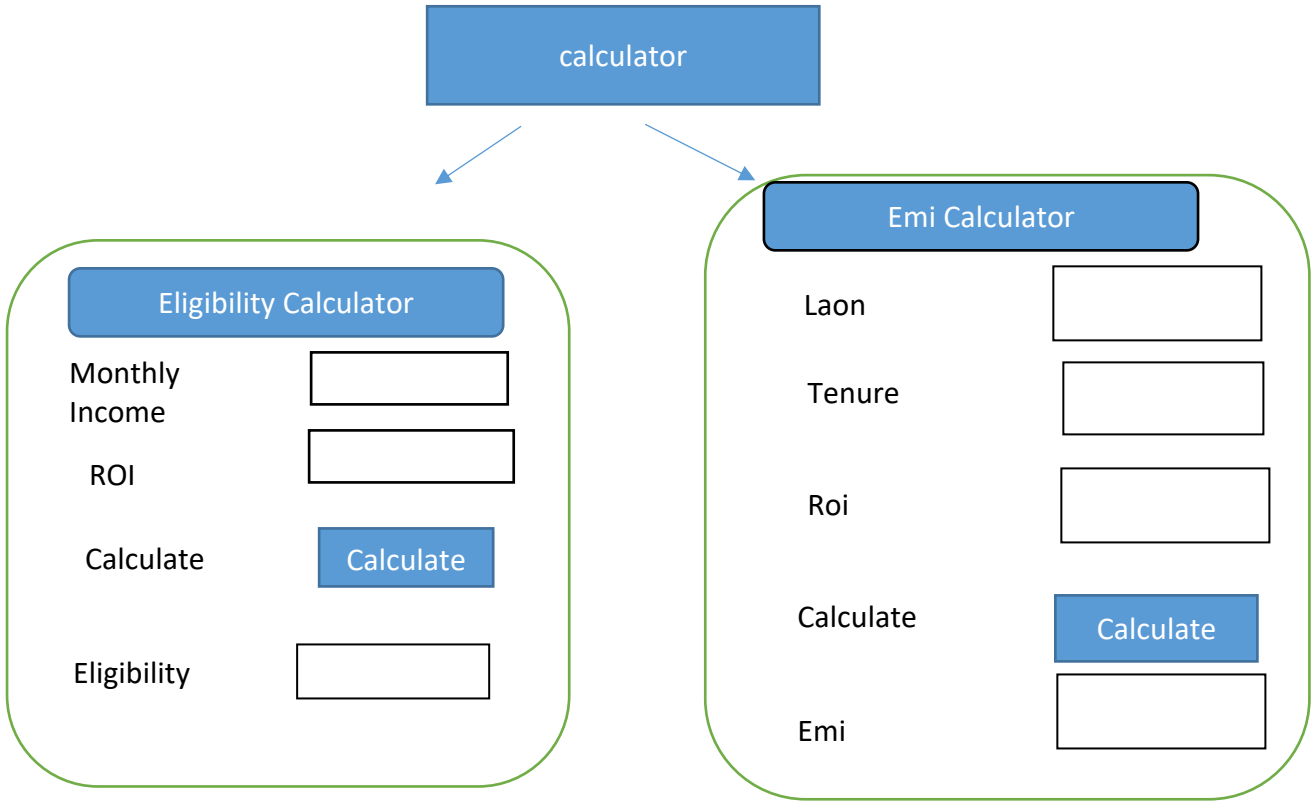 calculator
Eligibility Calculator
Monthly
Income
ROI
Calculate
Calculate
Eligibility
Emi Calculator
Laon
Tenure
Roi
Calculate
Calculate
Emi